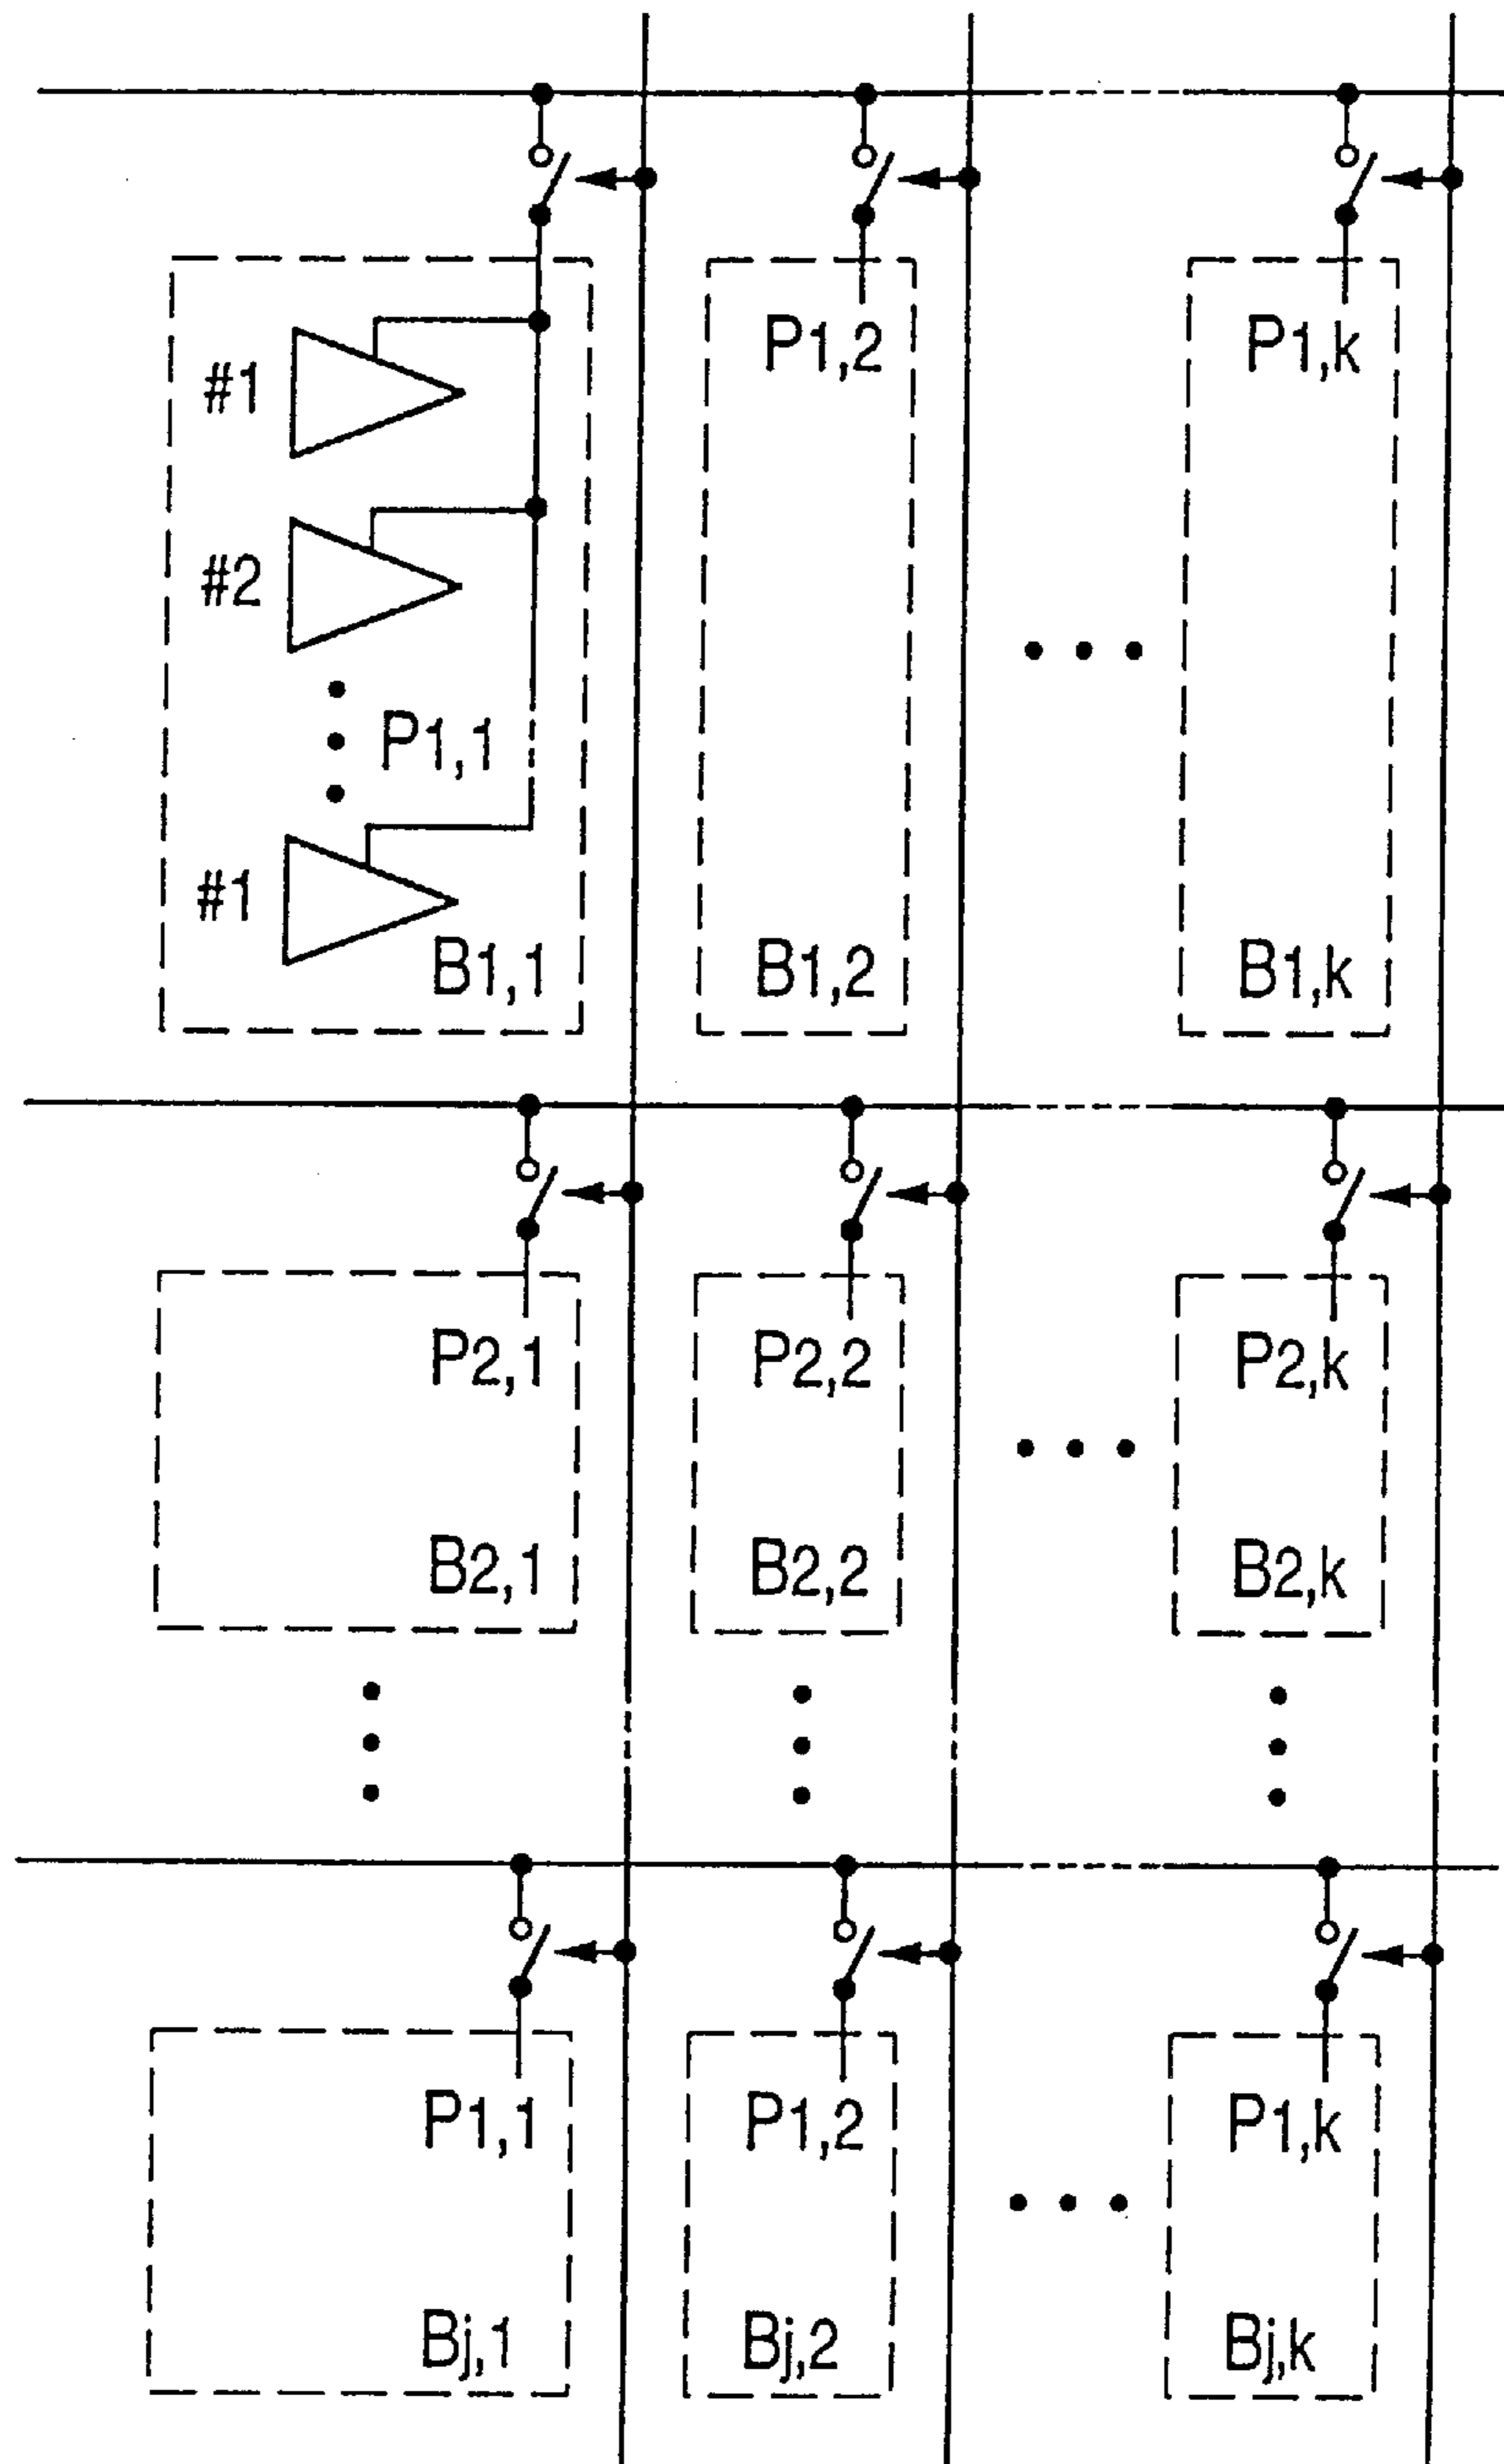 P1,2 P1,k
#1
#2
P1,1
#1
B1,1 B1,2 B1,k
P2,1 P2,2 P2,k
B2,1 B2,2 B2,k
P1,1 P1,2 P1,k
Bj,1 Bj,2 Bj,k